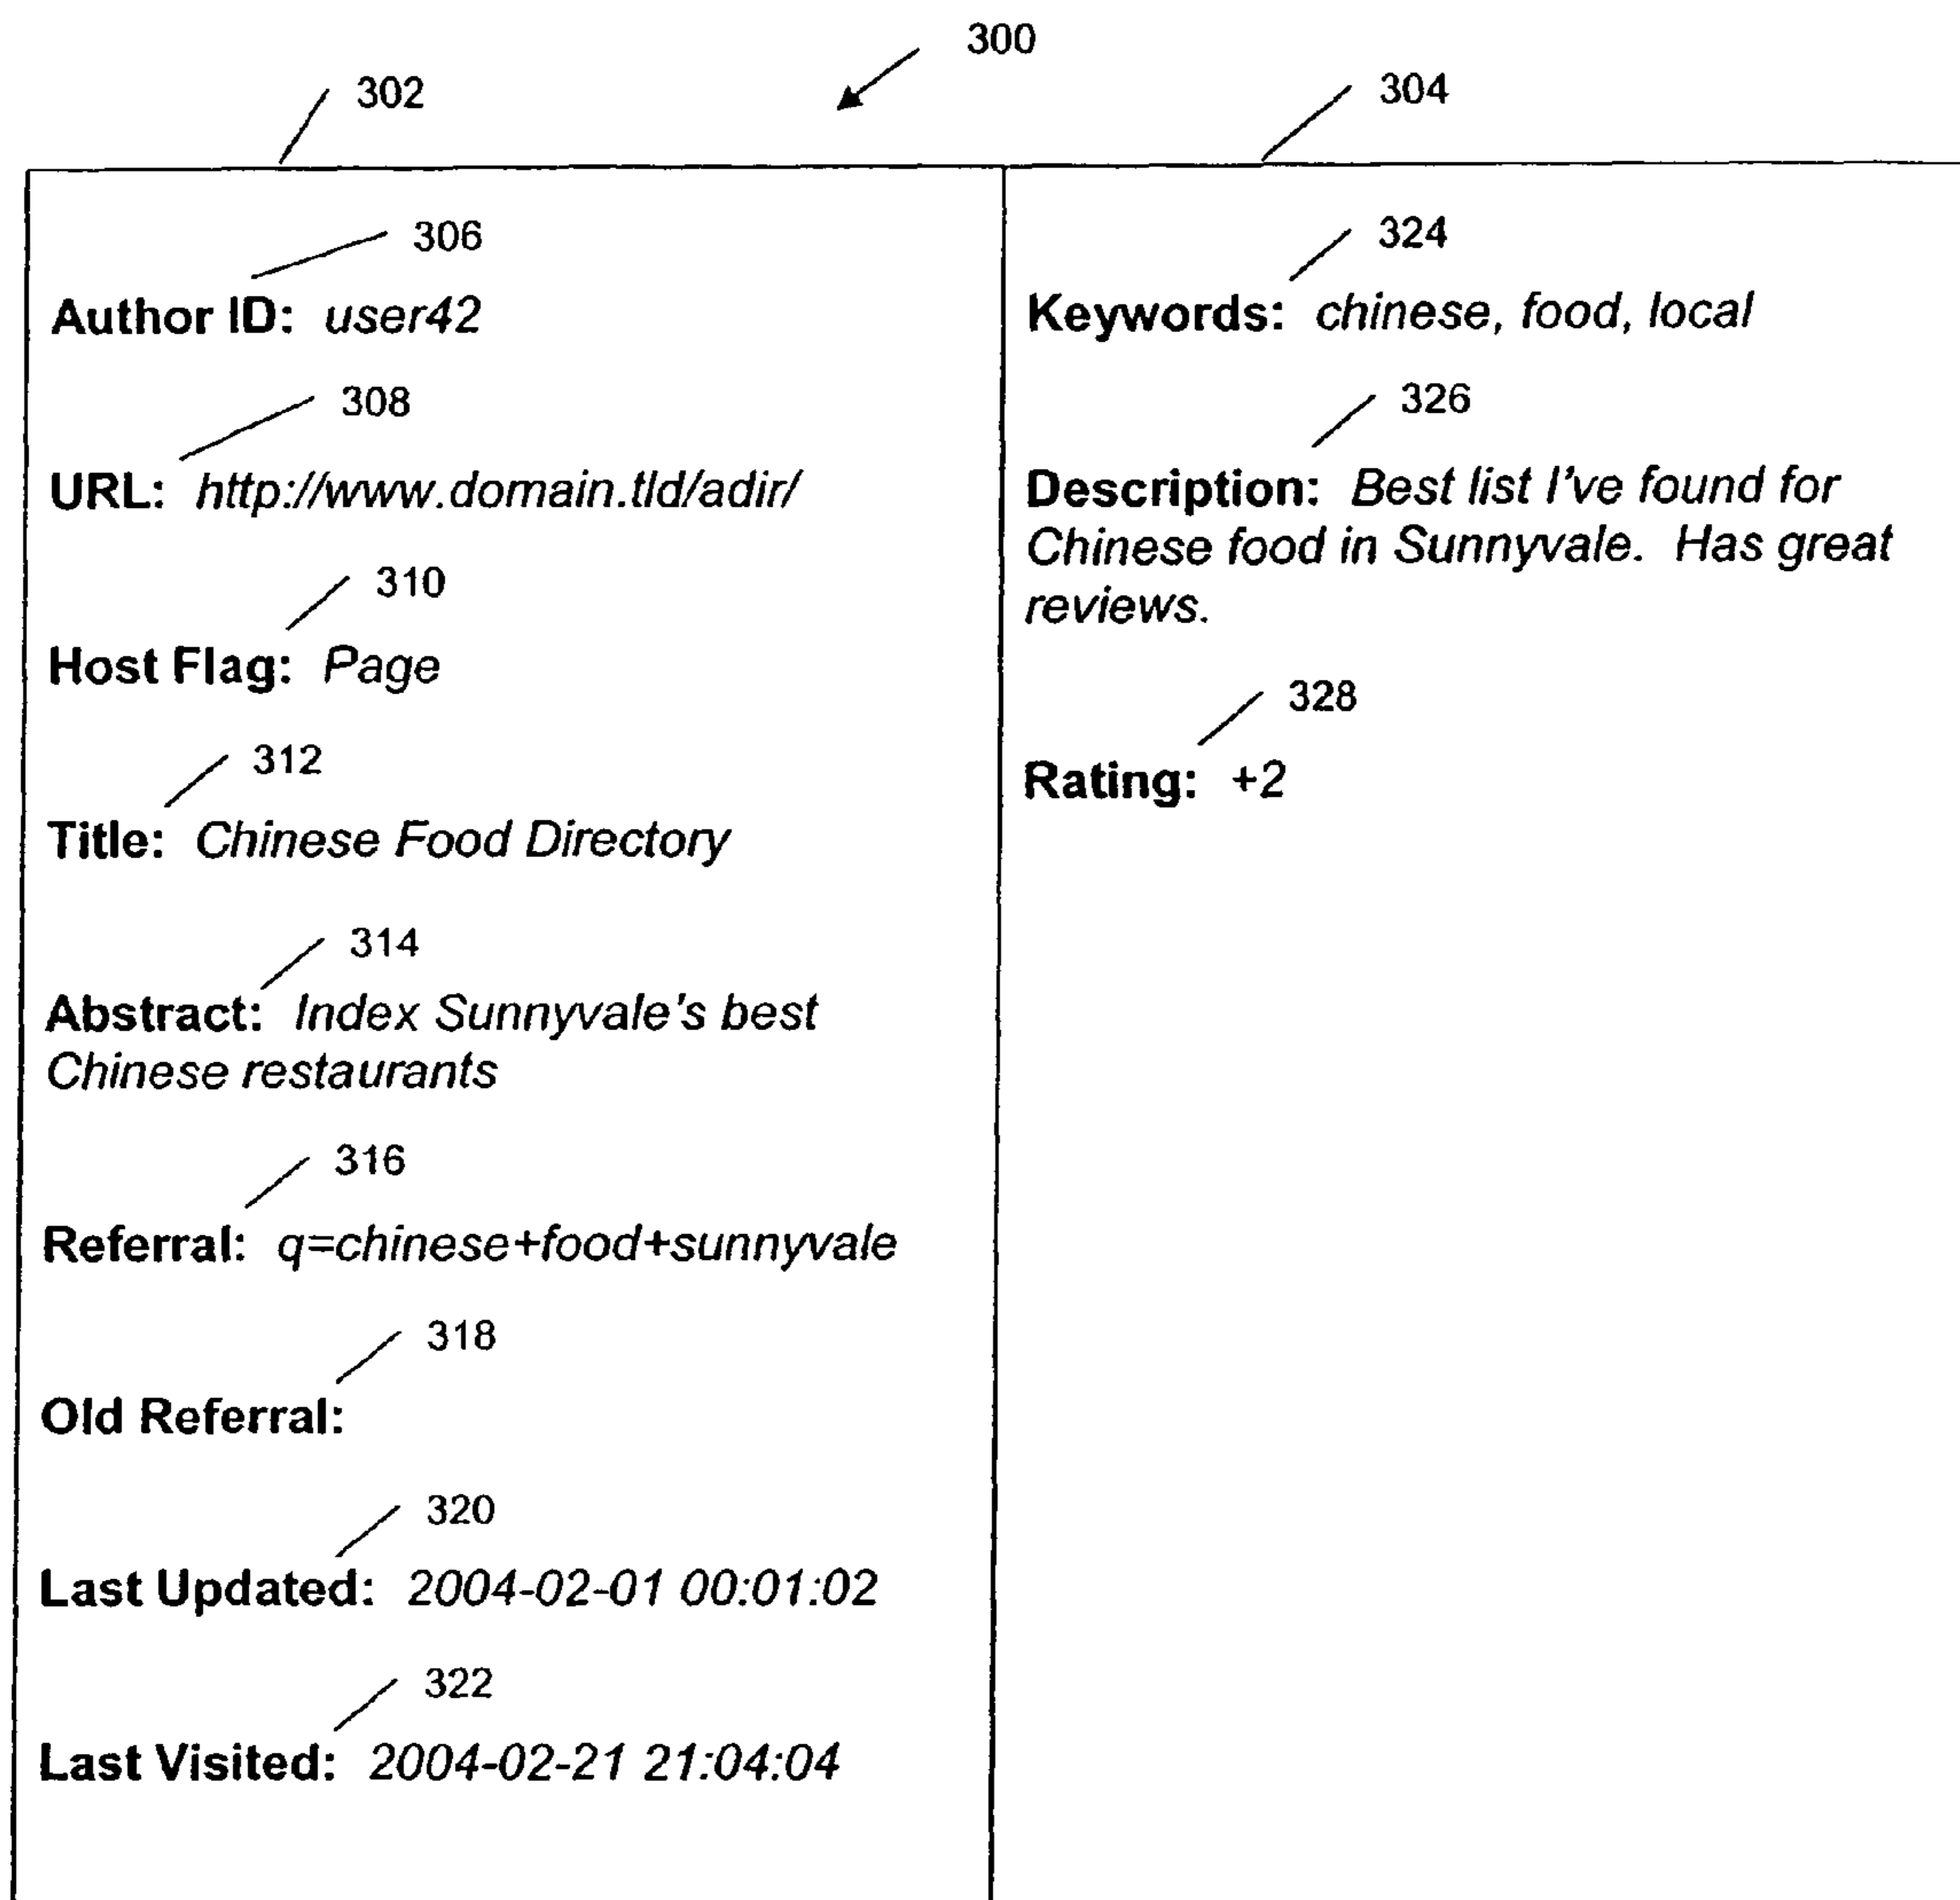 300
302
304
306
Author ID: user42
308
URL: http://www.domain.tld/adir/
310
Host Flag: Page
312
Title: Chinese Food Directory
314
Abstract: Index Sunnyvale's best
Chinese restaurants
316
Referral: q=chinese+food+sunnyvale
318
Old Referral:
320
Last Updated: 2004-02-01 00:01:02
322
Last Visited: 2004-02-21 21:04:04
324
Keywords: chinese, food, local
326
Description: Best list I've found for
Chinese food in Sunnyvale. Has great
reviews.
328
Rating: +2